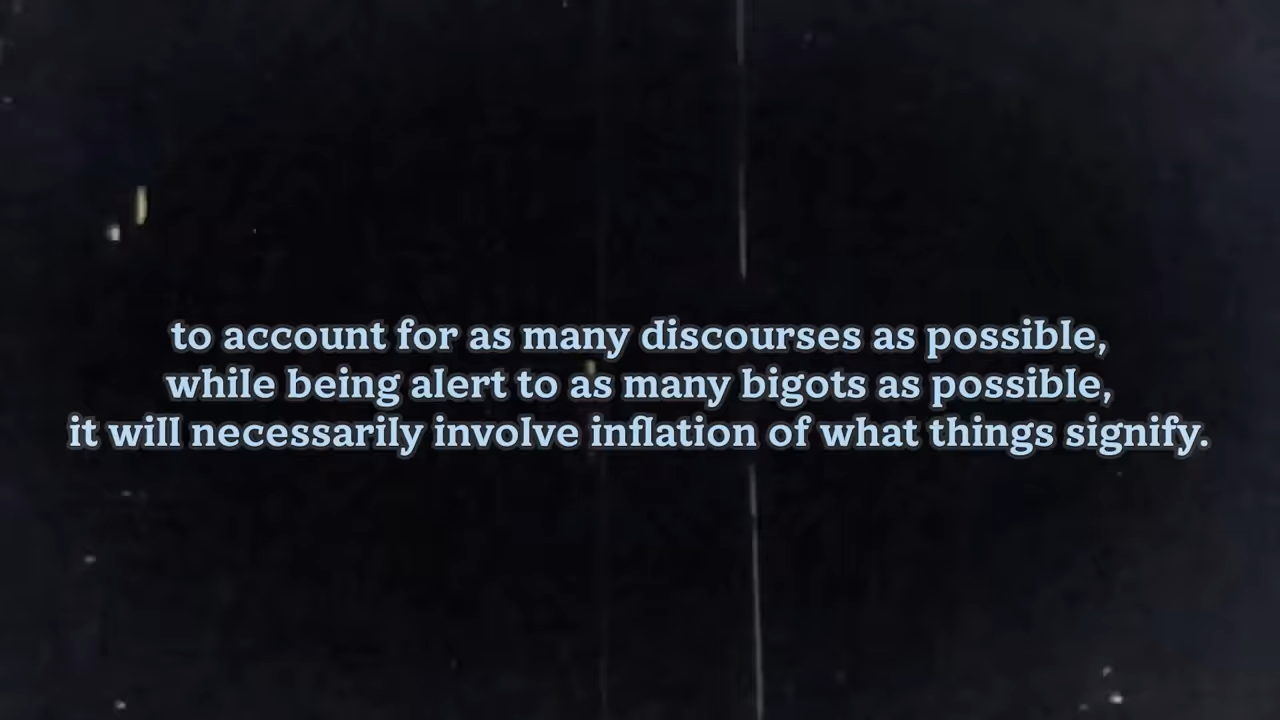 to account for as many discourses as possible,
while being alert to as many bigots as possible,
it will necessarily involve inflation of what things signify.